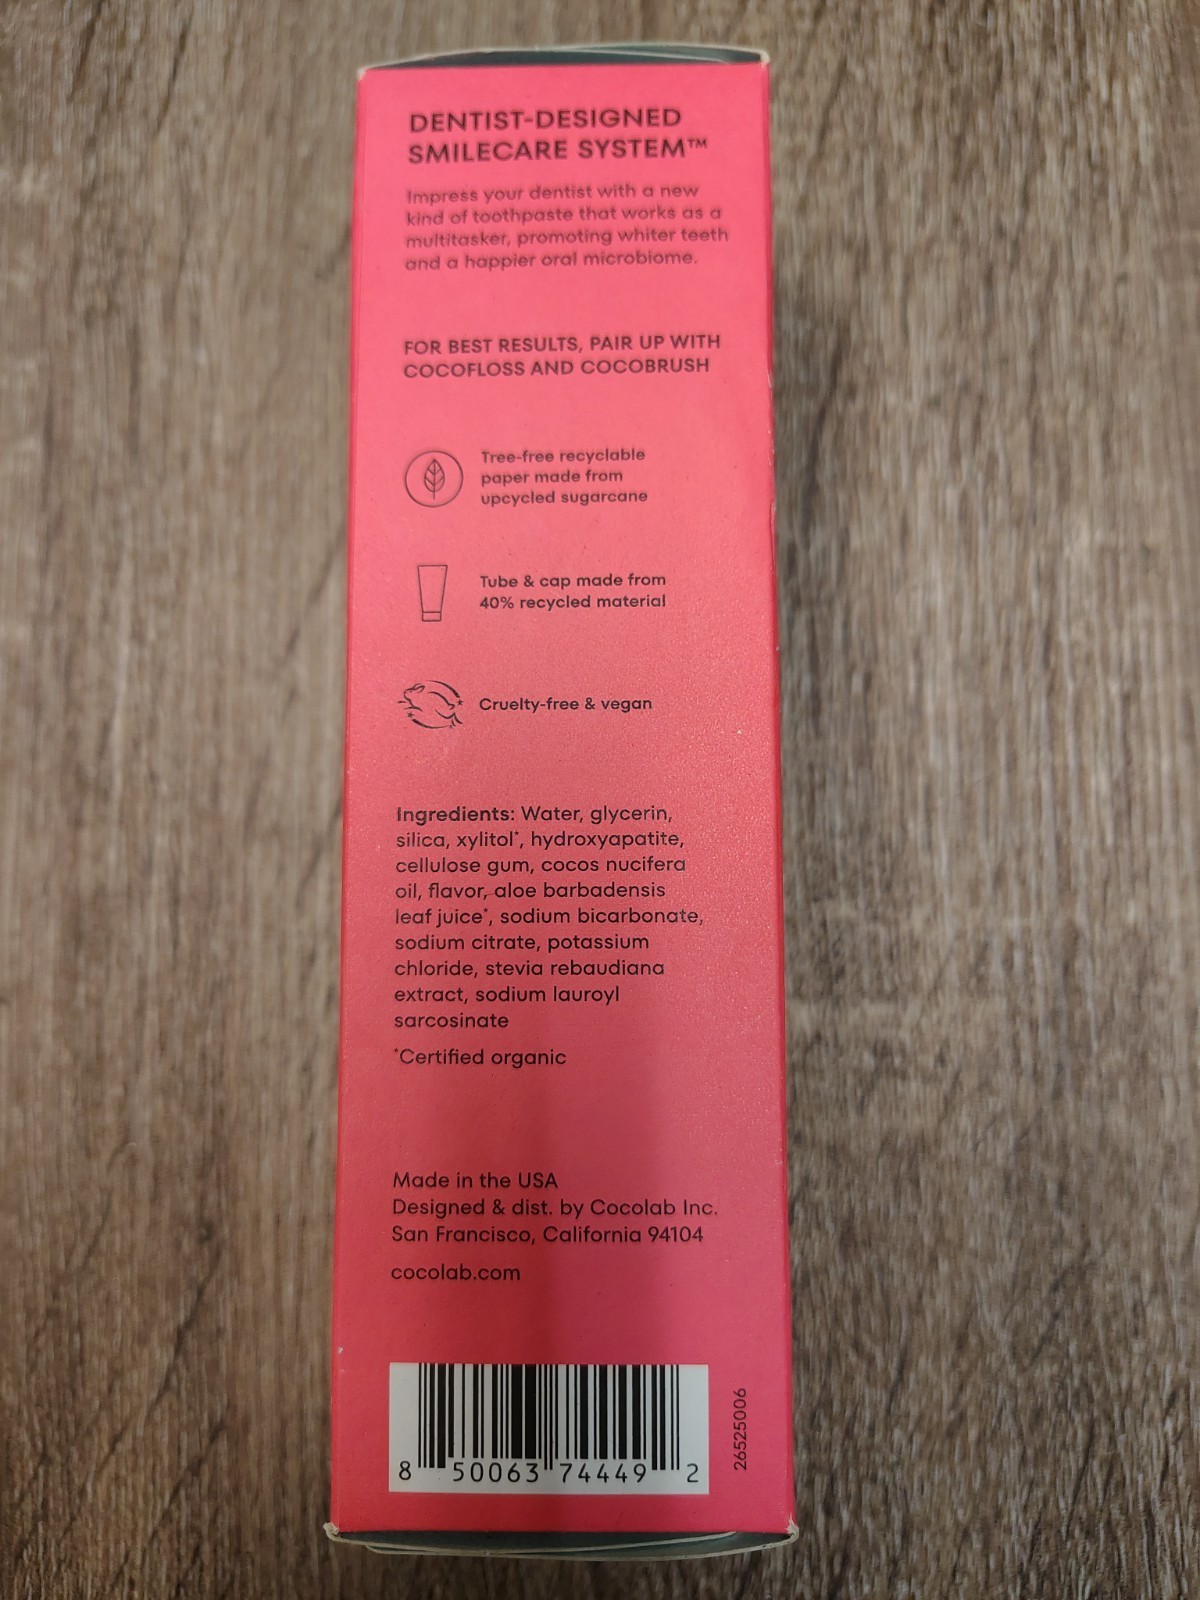 DENTIST-DESIGNED
SMILECARE SYSTEM™
Impress your dentist with a new
kind of toothpaste that works as a
multitasker, promoting whiter teeth
and a happier oral microbiome.
FOR BEST RESULTS, PAIR UP WITH
COCOFLOSS AND COCOBRUSH
Tree-free recyclable
paper made from
upcycled sugarcane
Tube & cap made from
40% recycled material
Cruelty-free & vegan
Ingredients: Water, glycerin,
silica, xylitol*, hydroxyapatite,
cellulose gum, cocos nucifera
oil, flavor, aloe barbadensis
leaf juice*, sodium bicarbonate,
sodium citrate, potassium
chloride, stevia rebaudiana
extract, sodium lauroyl
sarcosinate
*Certified organic
Made in the USA
Designed & dist. by Cocolab Inc.
San Francisco, California 94104
cocolab.com
8 50063 74449 2
26525006